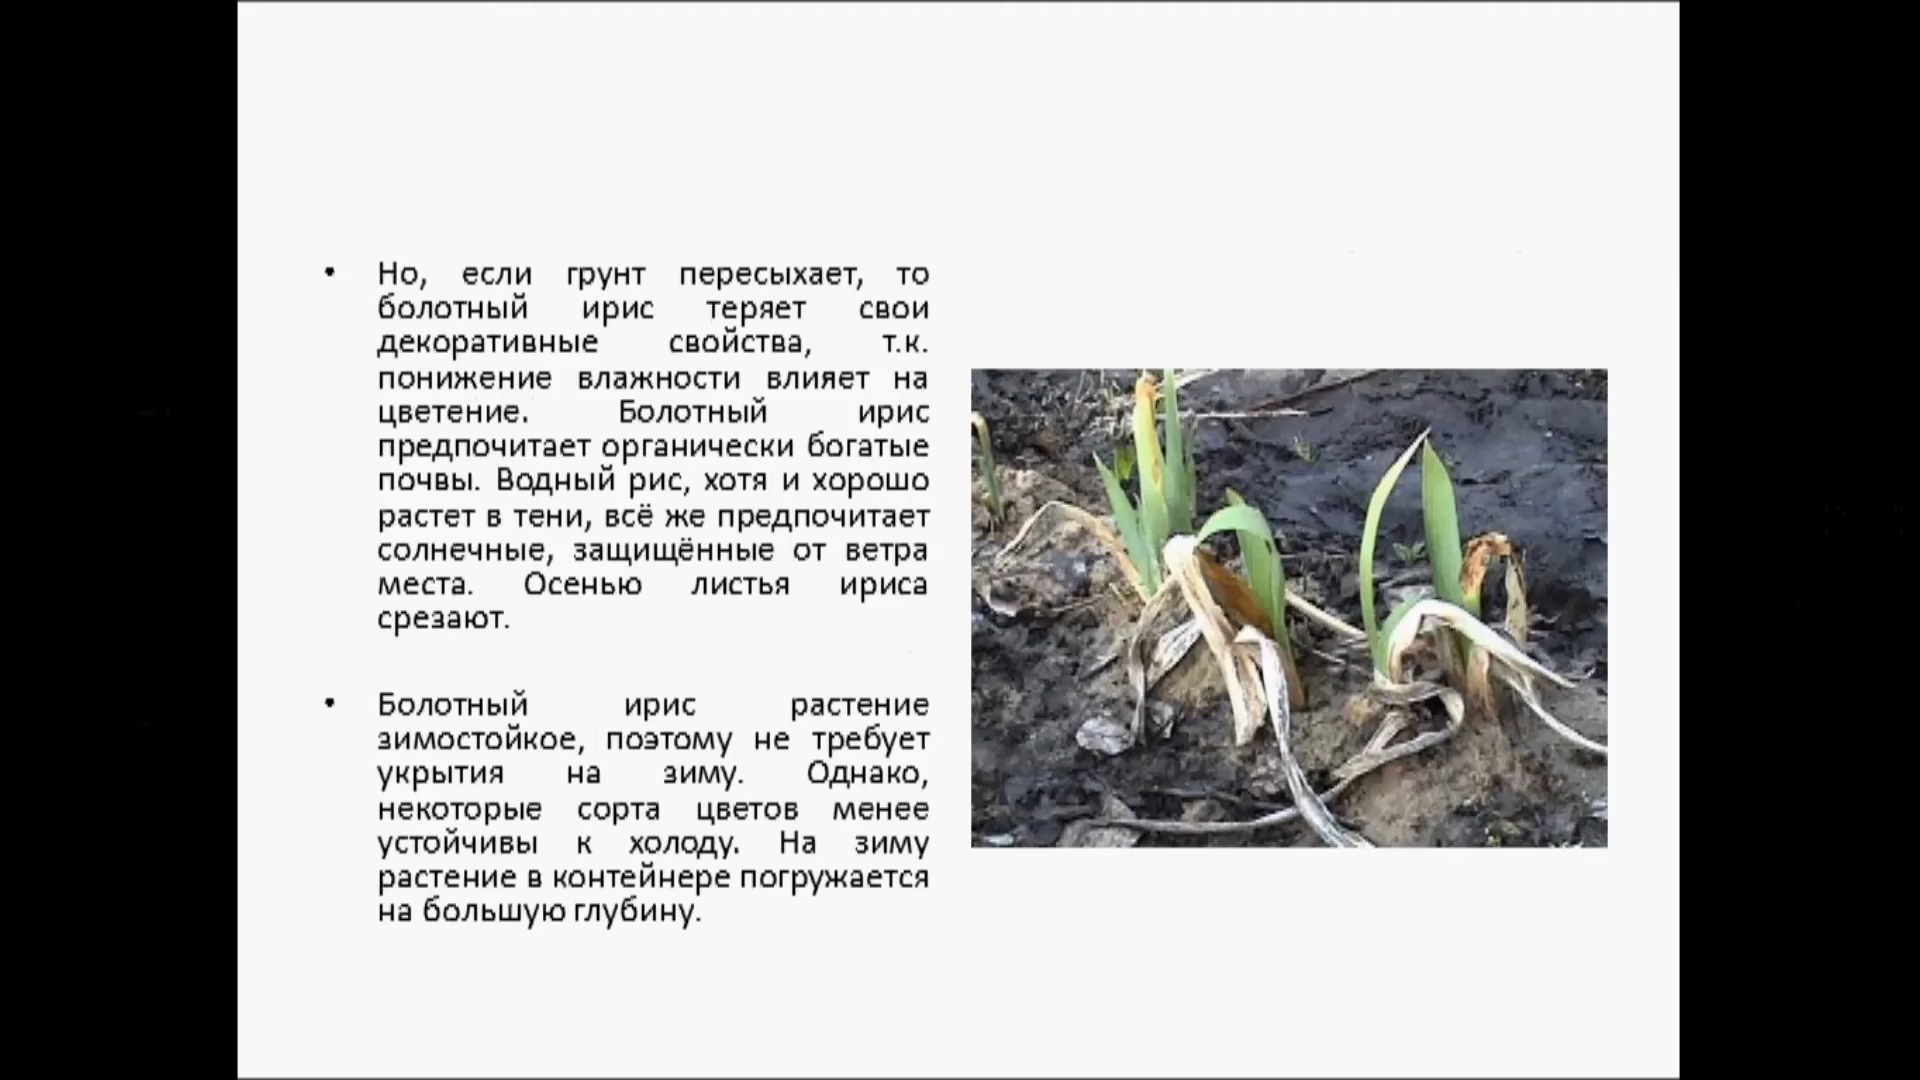 • Но, если грунт пересыхает, то
болотный ирис теряет свои
декоративные свойства, т.к.
понижение влажности влияет на
цветение. Болотный ирис
предпочитает органически богатые
почвы. Водный рис, хотя и хорошо
растет в тени, всё же предпочитает
солнечные, защищённые от ветра
места. Осенью листья ириса
срезают.
• Болотный ирис растение
зимостойкое, поэтому не требует
укрытия на зиму. Однако,
некоторые сорта цветов менее
устойчивы к холоду. На зиму
растение в контейнере погружается
на большую глубину.